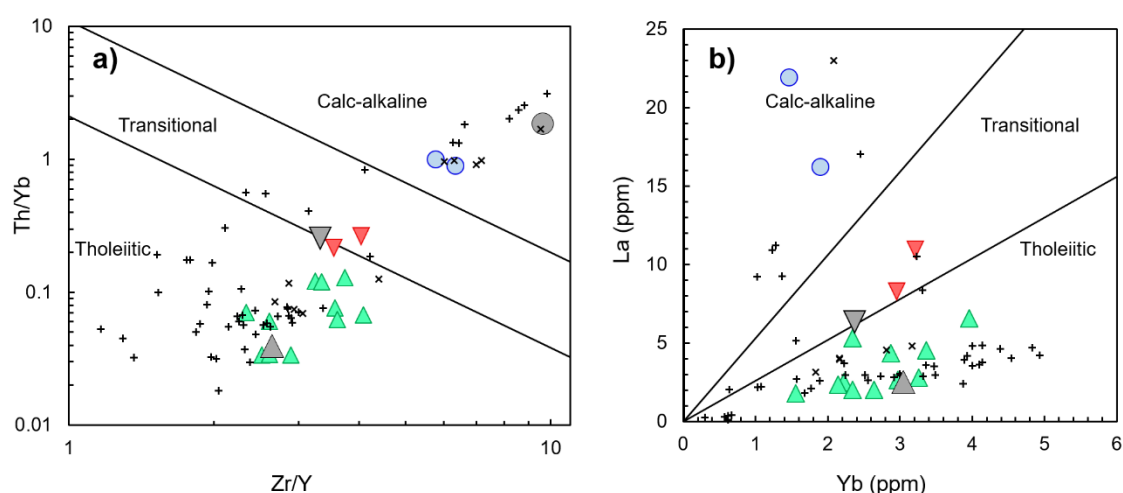 a)
10
1
0.1
0.01
Th/Yb
Calc-alkaline
Transitional
Tholeiitic
1
10
Zr/Y
b)
25
20
15
10
5
0
La (ppm)
Calc-alkaline
Transitional
Tholeiitic
0
1
2
3
4
5
6
Yb (ppm)